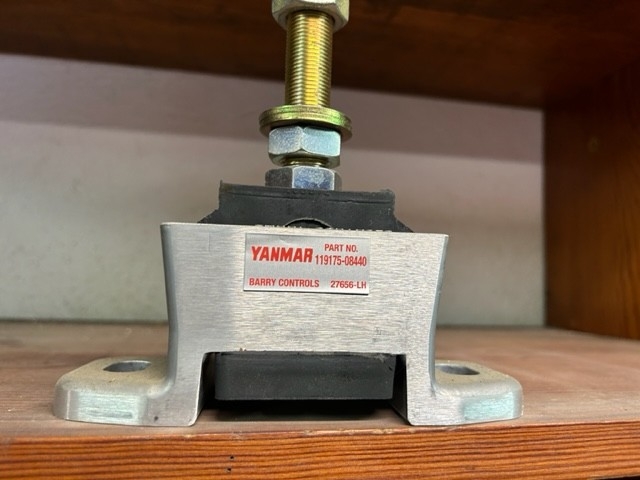 YANMAR PART NO.
119175-08440
BARRY CONTROLS 27656-LH